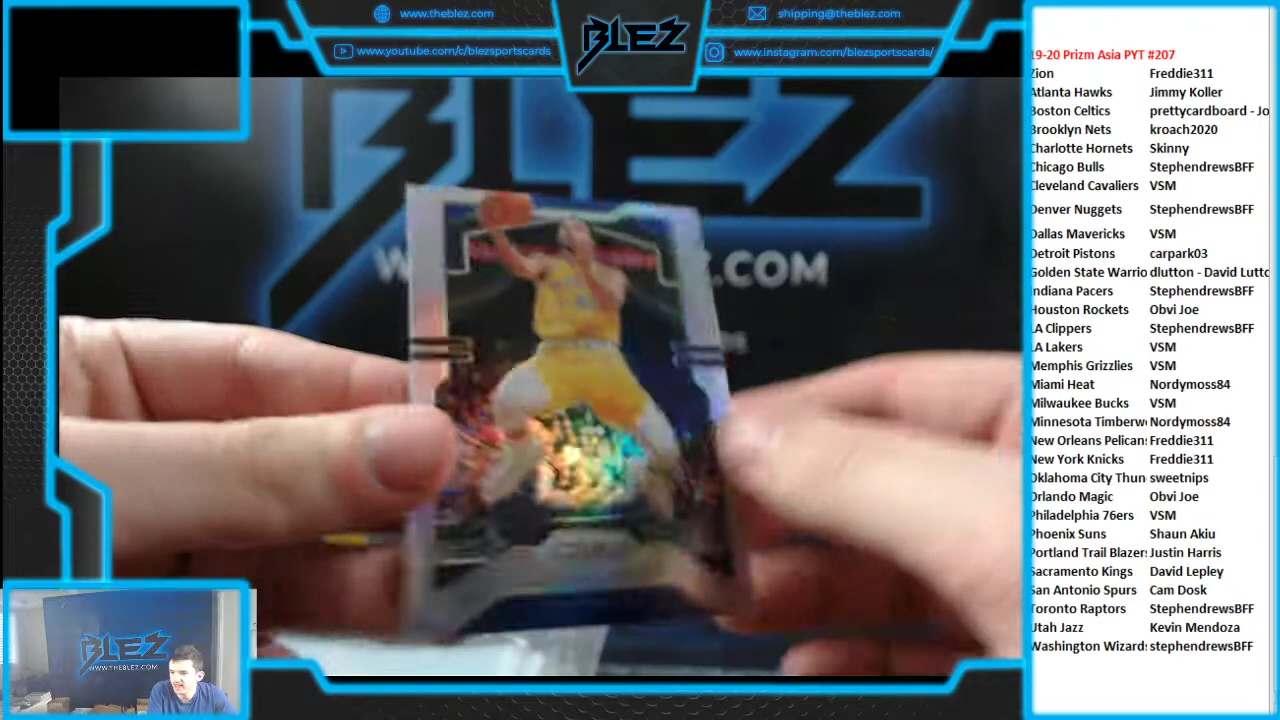 www.theblez.com
www.youtube.com/c/blezsportscards
BLEZ
shipping@theblez.com
www.instagram.com/blezsportscards/
BLEZ
W
EZ.COM
19-20 Prizm Asia PYT #207
Zion Freddie311
Atlanta Hawks Jimmy Koller
Boston Celtics prettycardboard - Jo
Brooklyn Nets kroach2020
Charlotte Hornets Skinny
Chicago Bulls StephendrewsBFF
Cleveland Cavaliers VSM
Denver Nuggets StephendrewsBFF
Dallas Mavericks VSM
Detroit Pistons carpark03
Golden State Warrio dlutton - David Lutto
Indiana Pacers StephendrewsBFF
Houston Rockets Obvi Joe
LA Clippers StephendrewsBFF
LA Lakers VSM
Memphis Grizzlies VSM
Miami Heat Nordymoss84
Milwaukee Bucks VSM
Minnesota Timberwo Nordymoss84
New Orleans Pelicans Freddie311
New York Knicks Freddie311
Oklahoma City Thun sweetnips
Orlando Magic Obvi Joe
Philadelphia 76ers VSM
Phoenix Suns Shaun Akiu
Portland Trail Blazers Justin Harris
Sacramento Kings David Lepley
San Antonio Spurs Cam Dosk
Toronto Raptors StephendrewsBFF
Utah Jazz Kevin Mendoza
Washington Wizards stephendrewsBFF
BLEZ
WWW.THEBLEZ.COM